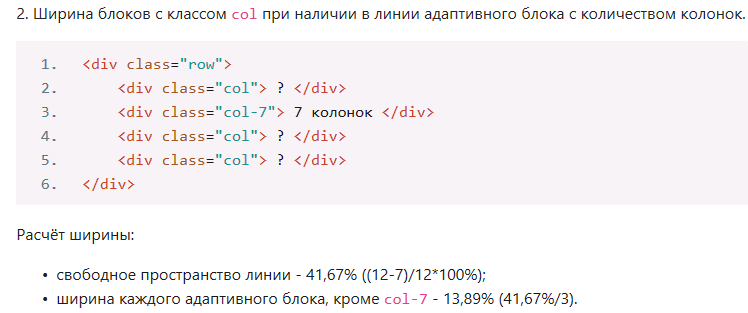 2. Ширина блоков с классом col при наличии в линии адаптивного блока с количеством колонок.
1. <div class="row">
2. <div class="col"> ? </div>
3. <div class="col-7"> 7 колонок </div>
4. <div class="col"> ? </div>
5. <div class="col"> ? </div>
6. </div>
Расчёт ширины:
• свободное пространство линии - 41,67% ((12-7)/12*100%);
• ширина каждого адаптивного блока, кроме col-7 - 13,89% (41,67%/3).